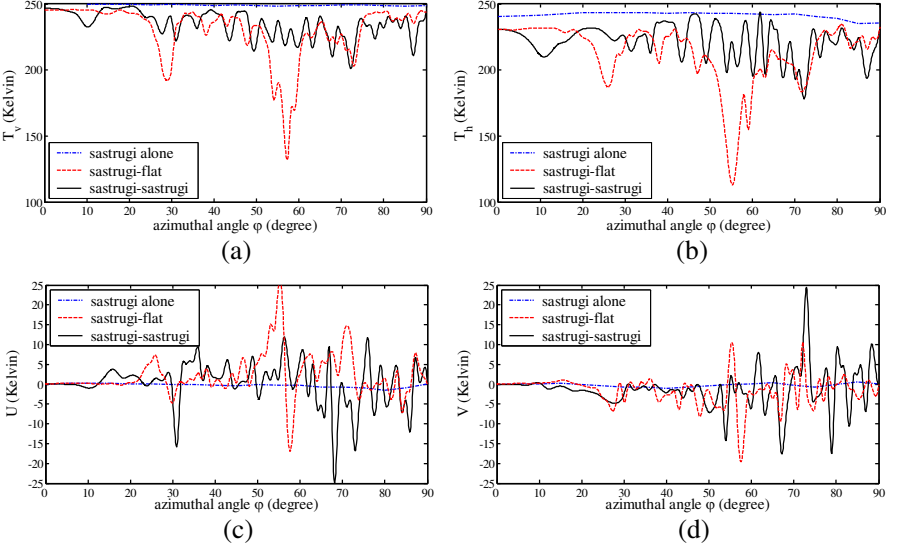 250
200
150
100
T_v (Kelvin)
sastrugi alone
sastrugi-flat
sastrugi-sastrugi
0 10 20 30 40 50 60 70 80 90
azimuthal angle φ (degree)
(a)
250
200
150
100
T_h (Kelvin)
sastrugi alone
sastrugi-flat
sastrugi-sastrugi
0 10 20 30 40 50 60 70 80 90
azimuthal angle φ (degree)
(b)
25
20
15
10
5
0
-5
-10
-15
-20
-25
U (Kelvin)
sastrugi alone
sastrugi-flat
sastrugi-sastrugi
0 10 20 30 40 50 60 70 80 90
azimuthal angle φ (degree)
(c)
25
20
15
10
5
0
-5
-10
-15
-20
-25
V (Kelvin)
sastrugi alone
sastrugi-flat
sastrugi-sastrugi
0 10 20 30 40 50 60 70 80 90
azimuthal angle φ (degree)
(d)